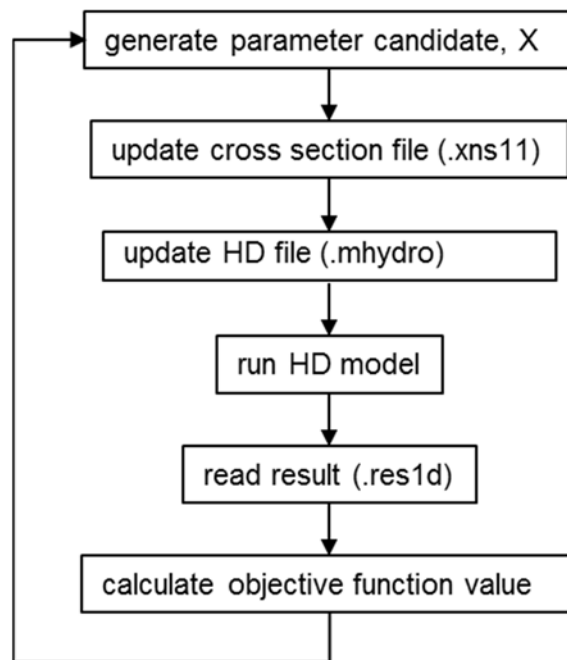 generate parameter candidate, X
update cross section file (.xns11)
update HD file (.mhydro)
run HD model
read result (.res1d)
calculate objective function value